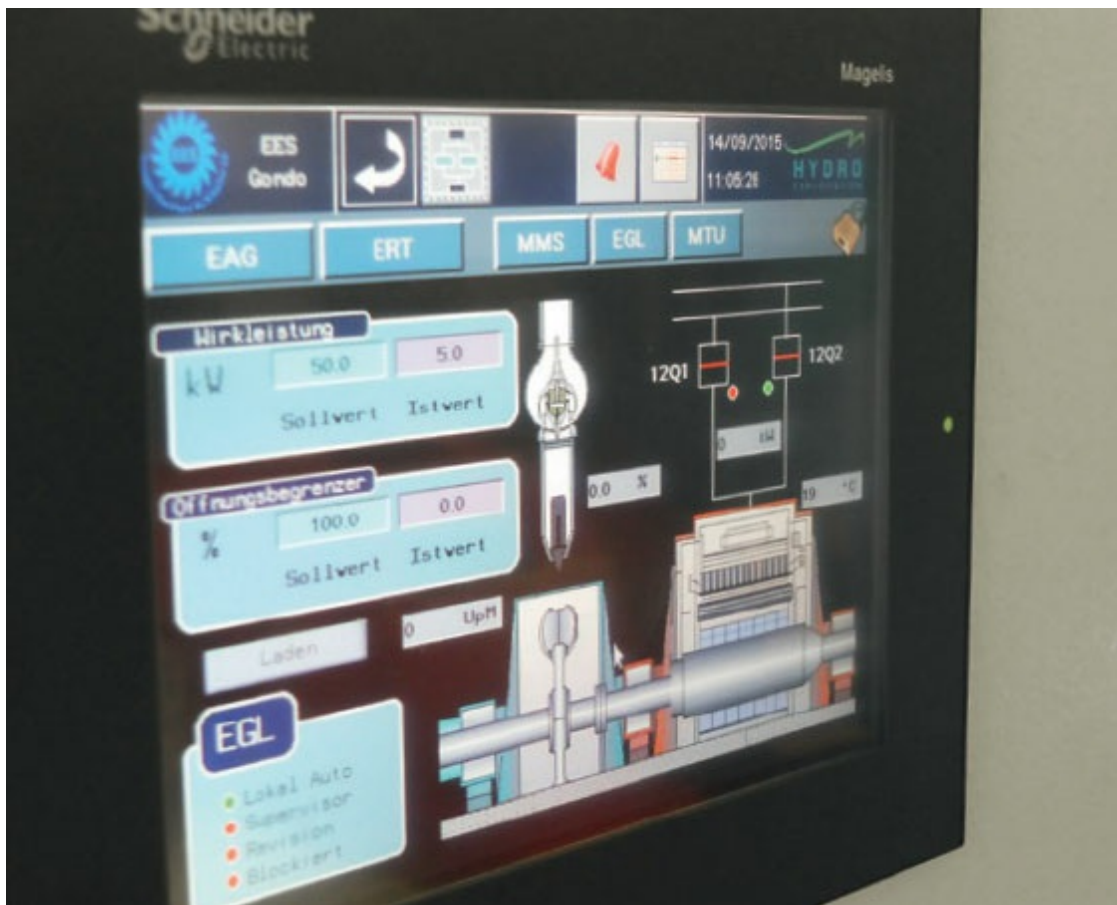 Schneider
Electric
Magelis
EES
Gondo
14/09/2015
11:05:26
HYDRO
EAG
ERT
MMS
EGL
MTU
Wirkleistung
kW
50.0
5.0
Sollwert
Istwert
Öffnungsbegrenzer
%
100.0
0.0
Sollwert
Istwert
12Q1
12Q2
0 kW
0.0 %
19 °C
0 UpM
Laden
EGL
Lokal Auto
Supervisor
Revision
Blockiert